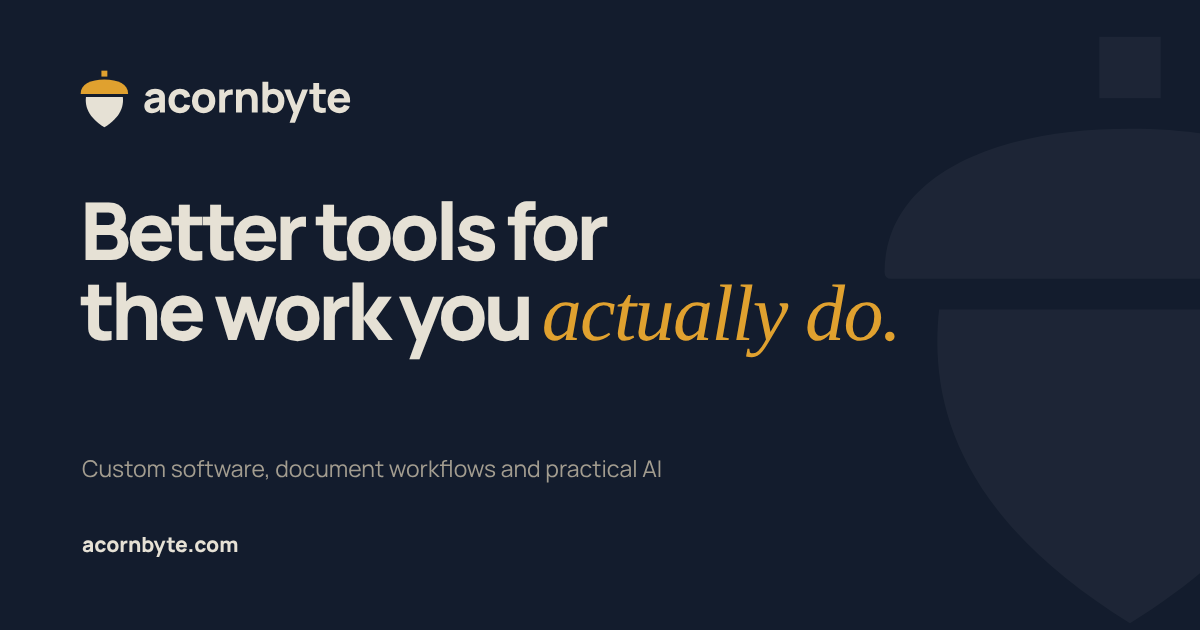 acornbyte
Better tools for
the work you actually do.
Custom software, document workflows and practical AI
acornbyte.com